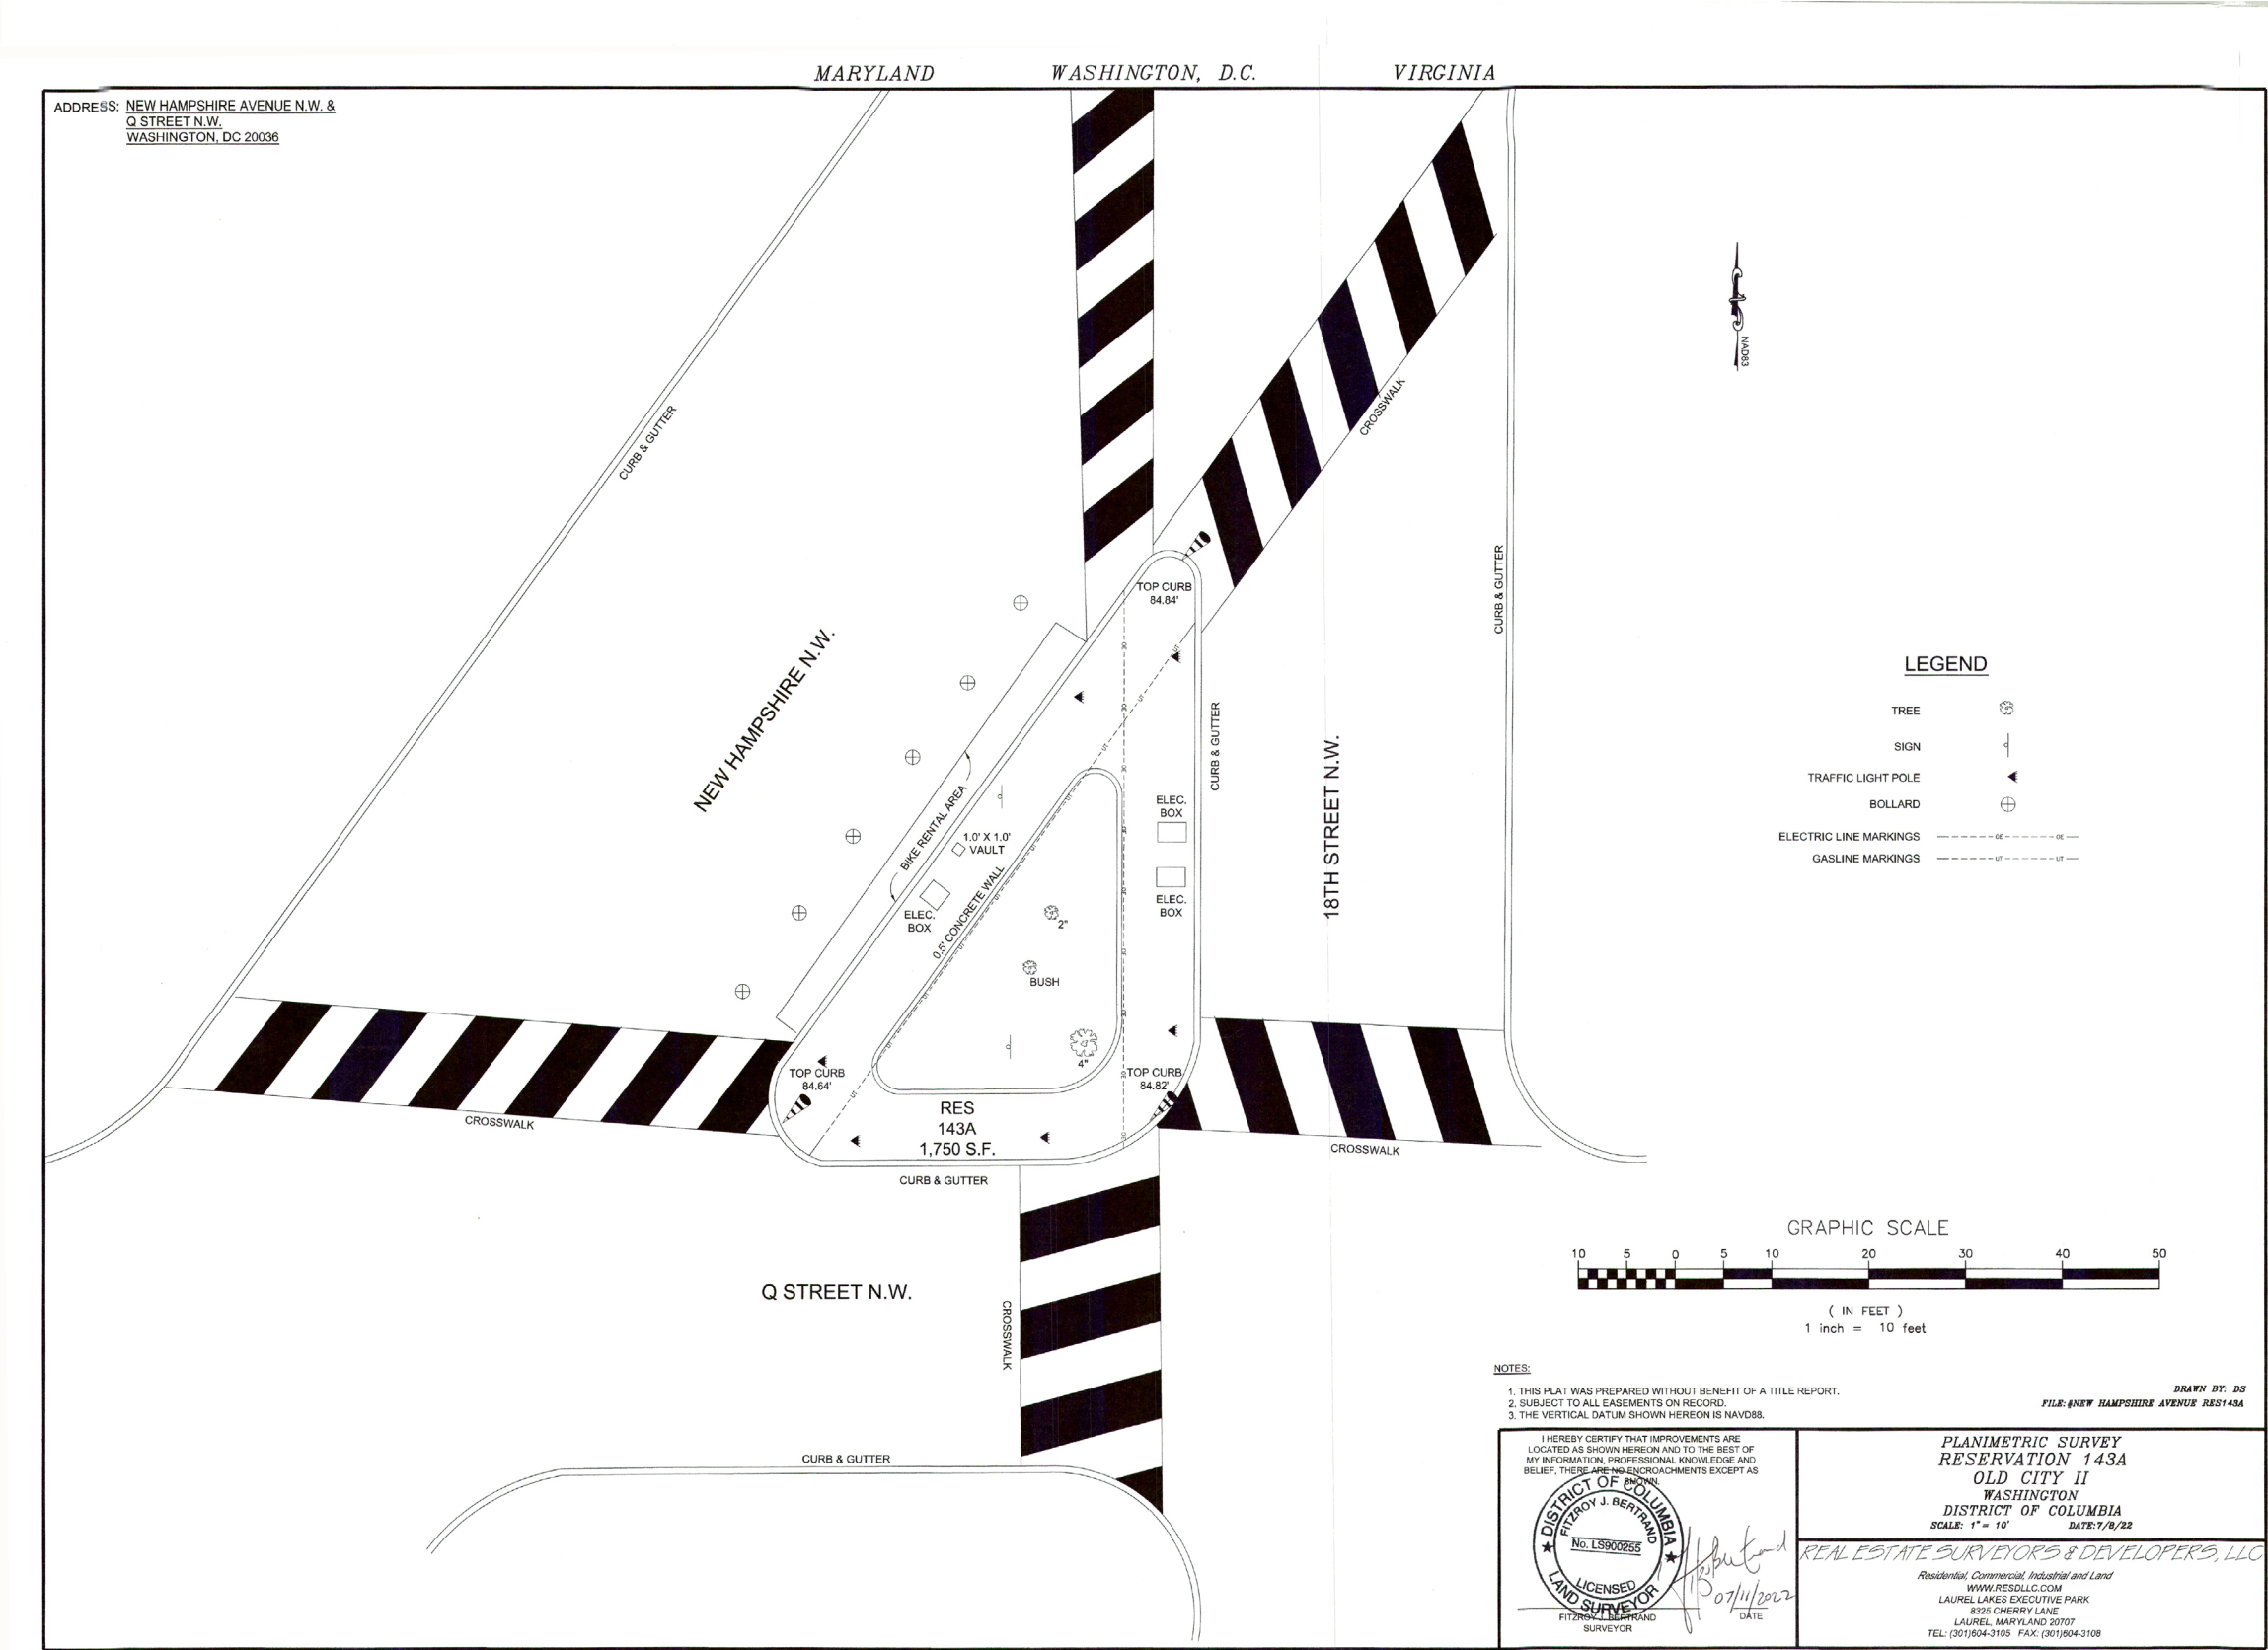 MARYLAND WASHINGTON, D.C. VIRGINIA
ADDRESS: NEW HAMPSHIRE AVENUE N.W. &
Q STREET N.W.
WASHINGTON, DC 20036
NAD83
CURB & GUTTER
CROSSWALK
CURB & GUTTER
TOP CURB
84.84'
NEW HAMPSHIRE N.W.
BIKE RENTAL AREA
1.0' X 1.0'
VAULT
ELEC.
BOX
0.5' CONCRETE WALL
ELEC.
BOX
ELEC.
BOX
CURB & GUTTER
18TH STREET N.W.
2"
BUSH
4"
TOP CURB
84.64'
TOP CURB
84.82'
RES
143A
1,750 S.F.
CROSSWALK
CROSSWALK
CURB & GUTTER
Q STREET N.W.
CROSSWALK
CURB & GUTTER
LEGEND
TREE
SIGN
TRAFFIC LIGHT POLE
BOLLARD
ELECTRIC LINE MARKINGS OE OE
GASLINE MARKINGS UT UT
GRAPHIC SCALE
10 5 0 5 10 20 30 40 50
( IN FEET )
1 inch = 10 feet
NOTES:
1. THIS PLAT WAS PREPARED WITHOUT BENEFIT OF A TITLE REPORT.
2. SUBJECT TO ALL EASEMENTS ON RECORD.
3. THE VERTICAL DATUM SHOWN HEREON IS NAVD88.
DRAWN BY: DS
FILE:#NEW HAMPSHIRE AVENUE RES143A
I HEREBY CERTIFY THAT IMPROVEMENTS ARE
LOCATED AS SHOWN HEREON AND TO THE BEST OF
MY INFORMATION, PROFESSIONAL KNOWLEDGE AND
BELIEF, THERE ARE NO ENCROACHMENTS EXCEPT AS
SHOWN.
DISTRICT OF COLUMBIA
FITZROY J. BERTRAND
No. LS900255
LICENSED
LAND SURVEYOR
07/11/2022
FITZROY J. BERTRAND
SURVEYOR
DATE
PLANIMETRIC SURVEY
RESERVATION 143A
OLD CITY II
WASHINGTON
DISTRICT OF COLUMBIA
SCALE: 1"= 10' DATE:7/8/22
REAL ESTATE SURVEYORS & DEVELOPERS, LLC
Residential, Commercial, Industrial and Land
WWW.RESDLLC.COM
LAUREL LAKES EXECUTIVE PARK
8325 CHERRY LANE
LAUREL, MARYLAND 20707
TEL: (301)604-3105 FAX: (301)604-3108